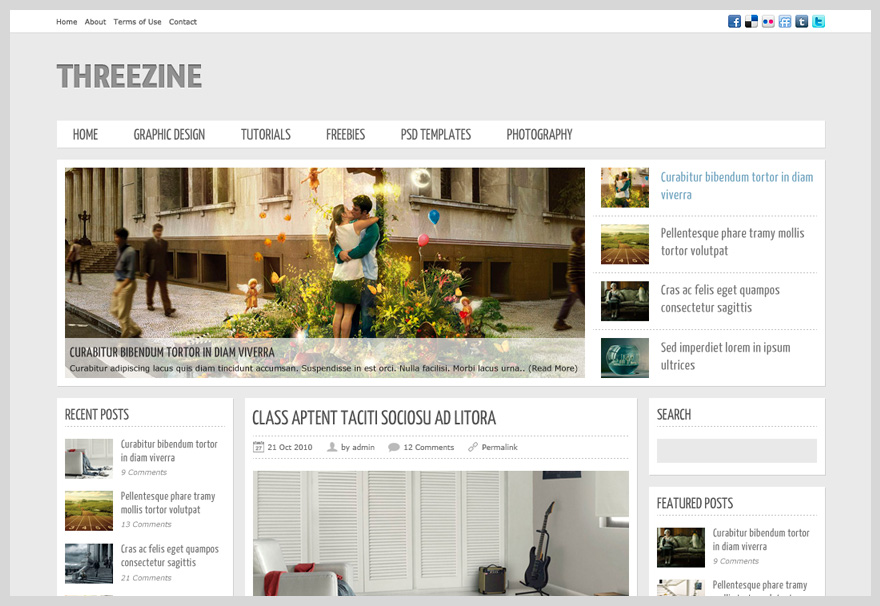 Home About Terms of Use Contact
THREEZINE
HOME GRAPHIC DESIGN TUTORIALS FREEBIES PSD TEMPLATES PHOTOGRAPHY
CURABITUR BIBENDUM TORTOR IN DIAM VIVERRA
Curabitur adipiscing lacus quis diam tincidunt accumsan. Suspendisse in est orci. Nulla facilisi. Morbi lacus urna.. (Read More)
Curabitur bibendum tortor in diam
viverra
Pellentesque phare tramy mollis
tortor volutpat
Cras ac felis eget quampos
consectetur sagittis
Sed imperdiet lorem in ipsum
ultrices
RECENT POSTS
Curabitur bibendum tortor
in diam viverra
9 Comments
Pellentesque phare tramy
mollis tortor volutpat
13 Comments
Cras ac felis eget quampos
consectetur sagittis
21 Comments
CLASS APTENT TACITI SOCIOSU AD LITORA
21 Oct 2010 by admin 12 Comments Permalink
SEARCH
FEATURED POSTS
Curabitur bibendum tortor
in diam viverra
9 Comments
Pellentesque phare tramy